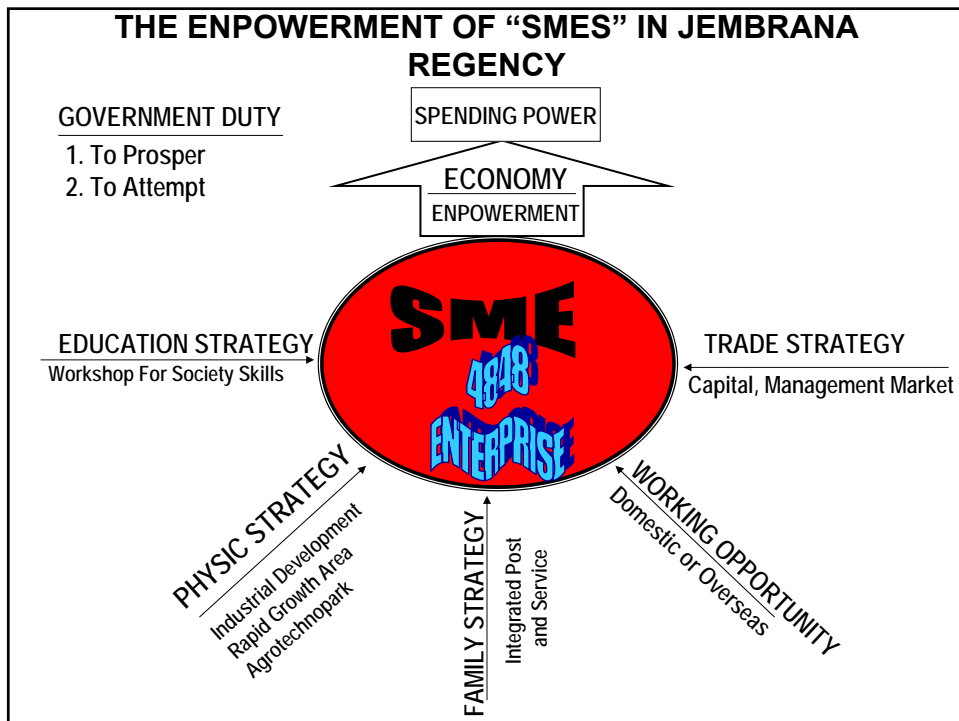 THE ENPOWERMENT OF “SMES” IN JEMBRANA
REGENCY
GOVERNMENT DUTY
1. To Prosper
2. To Attempt
SPENDING POWER
ECONOMY
ENPOWERMENT
SME
4848
ENTERPRISE
EDUCATION STRATEGY
Workshop For Society Skills
TRADE STRATEGY
Capital, Management Market
PHYSIC STRATEGY
Industrial Development
Rapid Growth Area
Agrotechnopark
FAMILY STRATEGY
Integrated Post
and Service
WORKING OPPORTUNITY
Domestic or Overseas